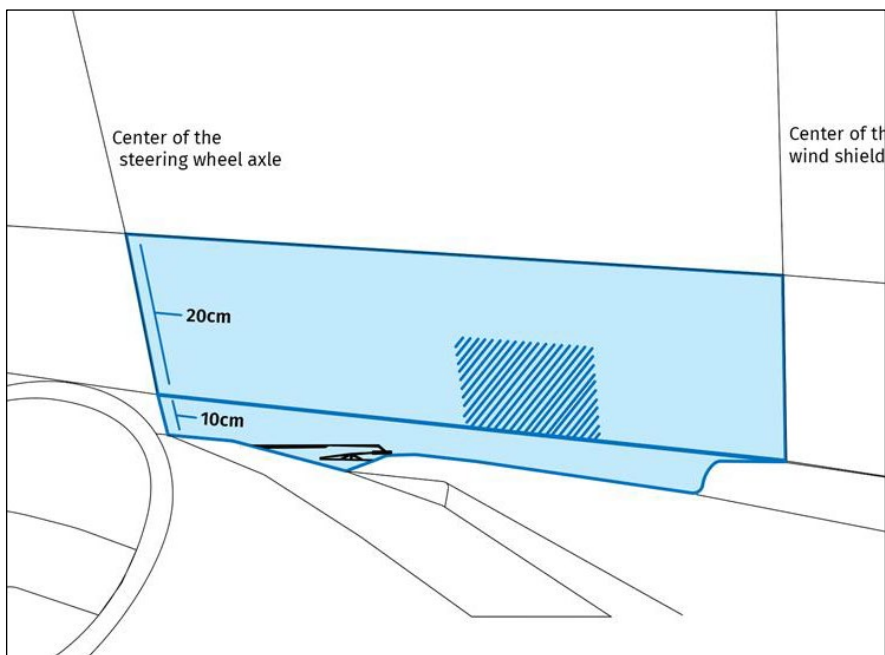 Center of the
steering wheel axle
Center of th
wind shield
20cm
10cm